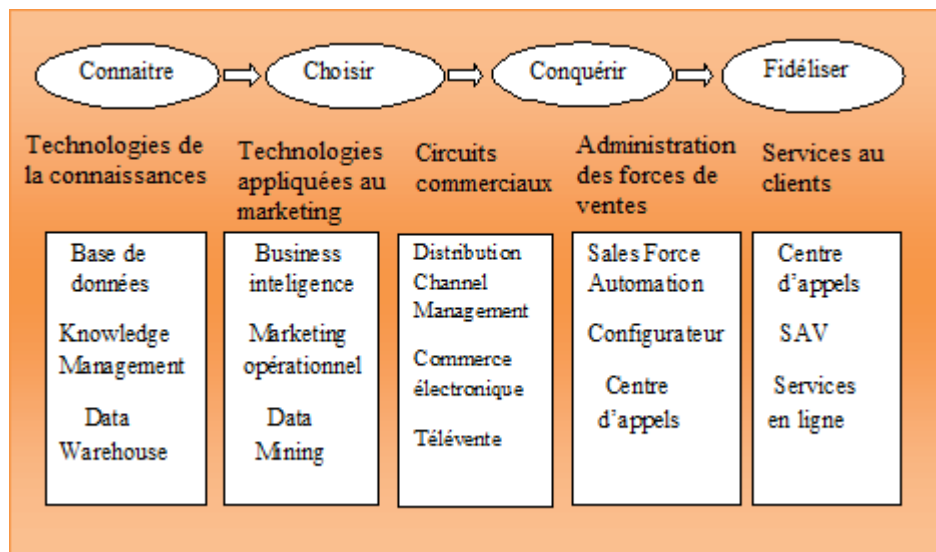 Connaitre
Choisir
Conquérir
Fidéliser
Technologies de
la connaissances
Technologies
appliquées au
marketing
Circuits
commerciaux
Administration
des forces de
ventes
Services au
clients
Base de
données
Knowledge
Management
Data
Warehouse
Business
inteligence
Marketing
opérationnel
Data
Mining
Distribution
Channel
Management
Commerce
électronique
Télévente
Sales Force
Automation
Configurateur
Centre
d'appels
Centre
d'appels
SAV
Services
en ligne